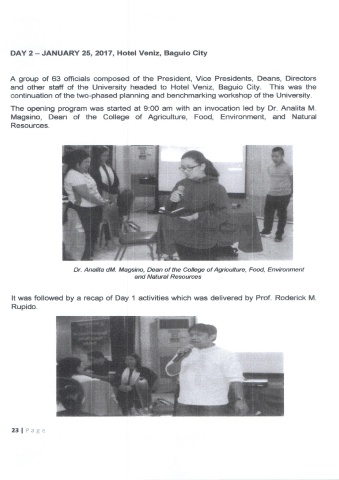 DAY 2 – JANUARY 25, 2017, Hotel Veniz, Baguio City
A group of 63 officials composed of the President, Vice Presidents, Deans, Directors
and other staff of the University headed to Hotel Veniz, Baguio City. This was the
continuation of the two-phased planning and benchmarking workshop of the University.
The opening program was started at 9:00 am with an invocation led by Dr. Analita M.
Magsino, Dean of the College of Agriculture, Food, Environment, and Natural
Resources.
Dr. Analita dM. Magsino, Dean of the College of Agriculture, Food, Environment
and Natural Resources
It was followed by a recap of Day 1 activities which was delivered by Prof. Roderick M.
Rupido.
23 | Page